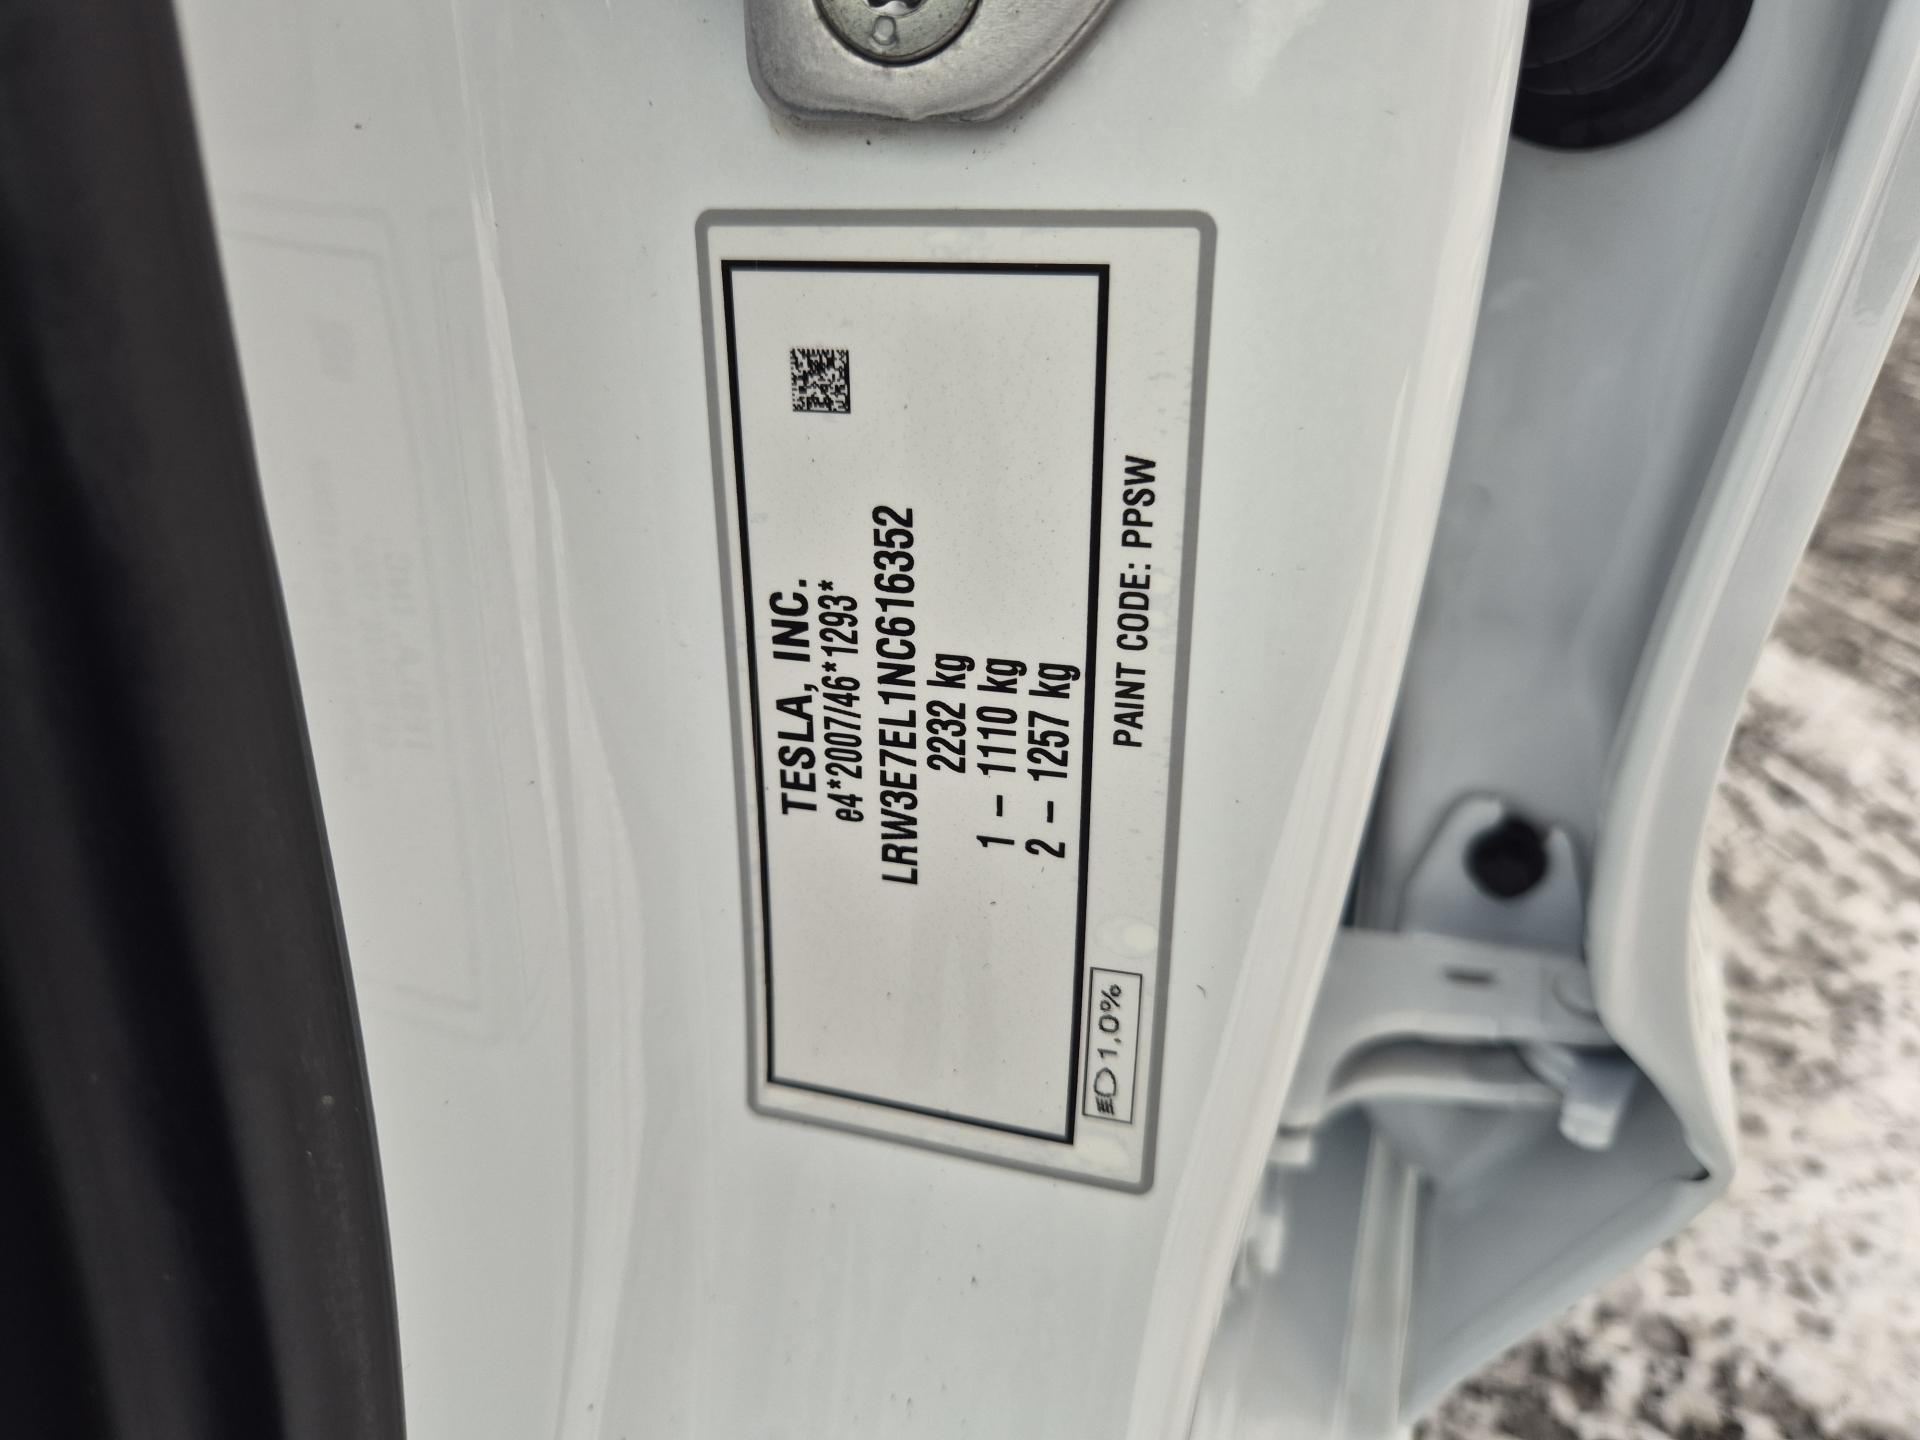 TESLA, INC.
e4*2007/46*1293*
LRW3E7EL1NC616352
2232 kg
1 – 1110 kg
2 – 1257 kg
PAINT CODE: PPSW
1,0%